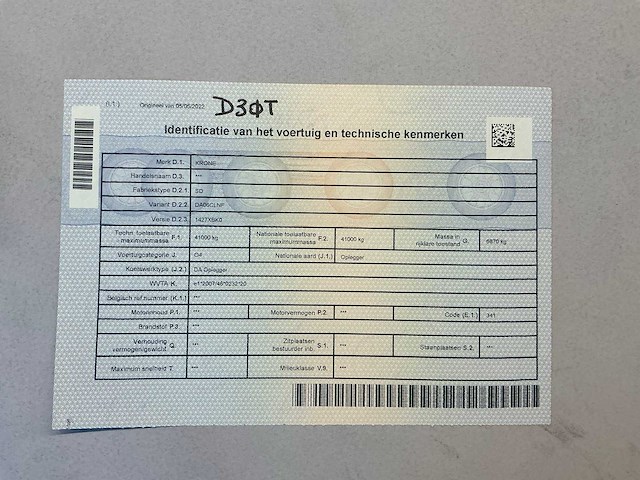 (I.1.) Origineel van 05/05/2022 D3ØT
Identificatie van het voertuig en technische kenmerken
Merk D.1. KRONE
Handelsnaam D.3. ***
Fabriekstype D.2.1. SD
Variant D.2.2. DA06CLNF
Versie D.2.3. 1427XSK0
Techn. toelaatbare maximummassa F.1. 41000 kg Nationale toelaatbare maximummassa F.2. 41000 kg Massa in rijklare toestand G. 6870 kg
Voertuigcategorie J. O4 Nationale aard (J.1.) Oplegger
Koetswerktype (J.2.) DA Oplegger
WVTA K. e1*2007/46*0232*20
Belgisch ref.nummer (K.1.) ***
Motorinhoud P.1. *** Motorvermogen P.2. *** Code (E.1.) 341
Brandstof P.3. ***
Verhouding vermogen/gewicht Q. *** Zitplaatsen bestuurder inb. S.1. *** Staanplaatsen S.2. ***
Maximum snelheid T. *** Milieuklasse V.9. ***